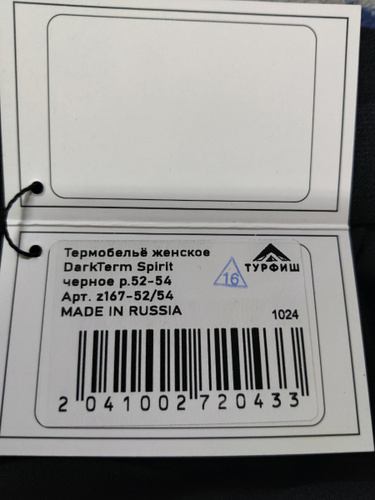 Термобельё женское
DarkTerm Spirit
черное р.52-54
Арт. z167-52/54
MADE IN RUSSIA
16
ТУРФИШ
1024
2 041002 720433